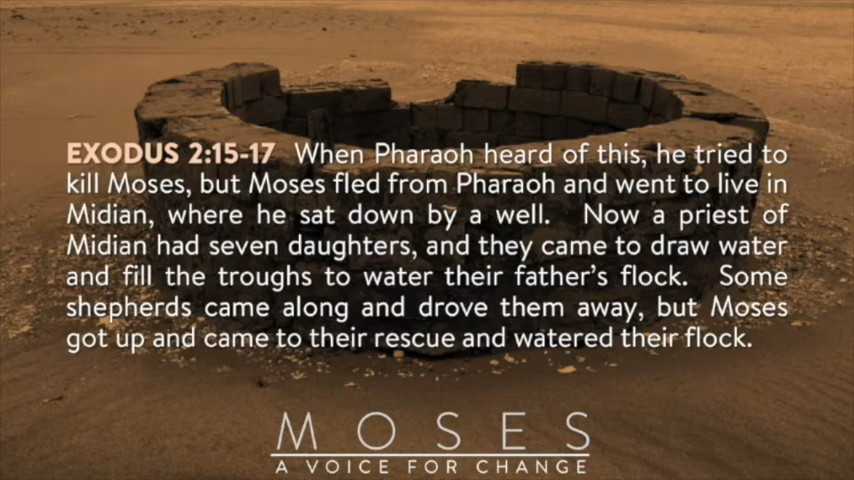 EXODUS 2:15-17 When Pharaoh heard of this, he tried to
kill Moses, but Moses fled from Pharaoh and went to live in
Midian, where he sat down by a well. Now a priest of
Midian had seven daughters, and they came to draw water
and fill the troughs to water their father's flock. Some
shepherds came along and drove them away, but Moses
got up and came to their rescue and watered their flock.
MOSES
A VOICE FOR CHANGE